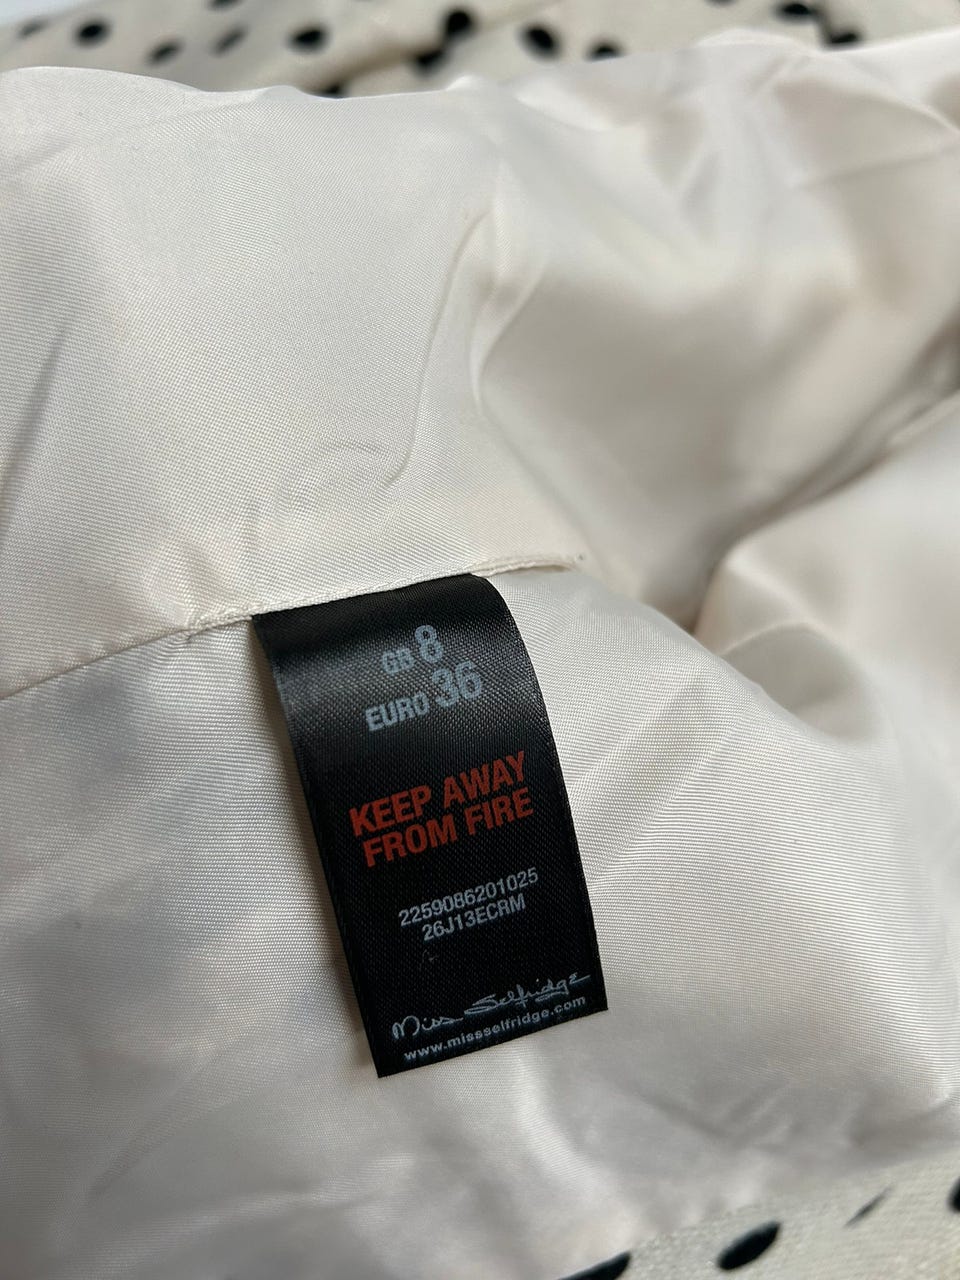 GB 8
EURO 36
KEEP AWAY
FROM FIRE
2259086201025
26J13ECRM
Miss Selfridge
www.missselfridge.com